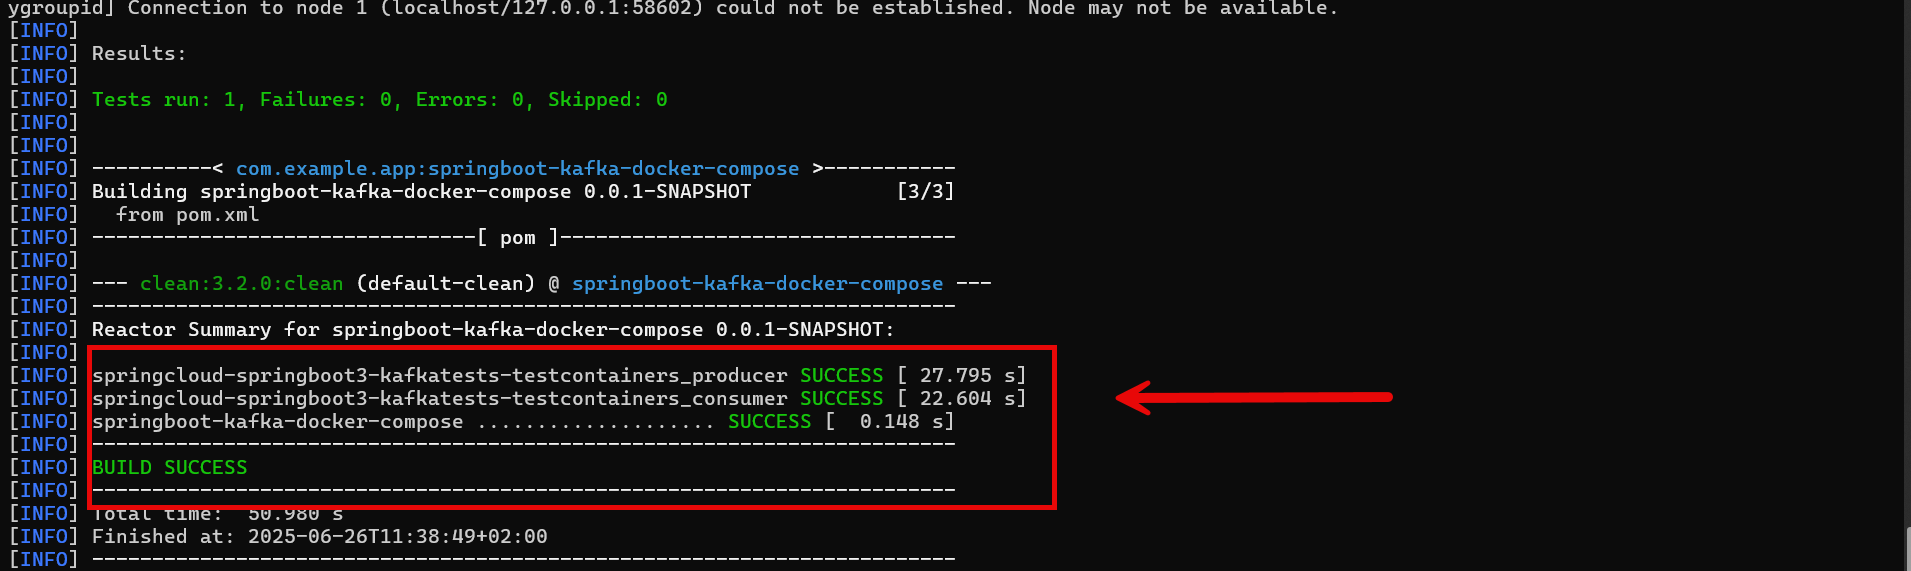 ygroupid] Connection to node 1 (localhost/127.0.0.1:58602) could not be established. Node may not be available.
[INFO]
[INFO] Results:
[INFO]
[INFO] Tests run: 1, Failures: 0, Errors: 0, Skipped: 0
[INFO]
[INFO]
[INFO] ----------< com.example.app:springboot-kafka-docker-compose >-----------
[INFO] Building springboot-kafka-docker-compose 0.0.1-SNAPSHOT            [3/3]
[INFO]   from pom.xml
[INFO] --------------------------------[ pom ]---------------------------------
[INFO]
[INFO] --- clean:3.2.0:clean (default-clean) @ springboot-kafka-docker-compose ---
[INFO] ------------------------------------------------------------------------
[INFO] Reactor Summary for springboot-kafka-docker-compose 0.0.1-SNAPSHOT:
[INFO]
[INFO] springcloud-springboot3-kafkatests-testcontainers_producer SUCCESS [ 27.795 s]
[INFO] springcloud-springboot3-kafkatests-testcontainers_consumer SUCCESS [ 22.604 s]
[INFO] springboot-kafka-docker-compose .................... SUCCESS [  0.148 s]
[INFO] ------------------------------------------------------------------------
[INFO] BUILD SUCCESS
[INFO] ------------------------------------------------------------------------
[INFO] Total time:  50.980 s
[INFO] Finished at: 2025-06-26T11:38:49+02:00
[INFO] ------------------------------------------------------------------------